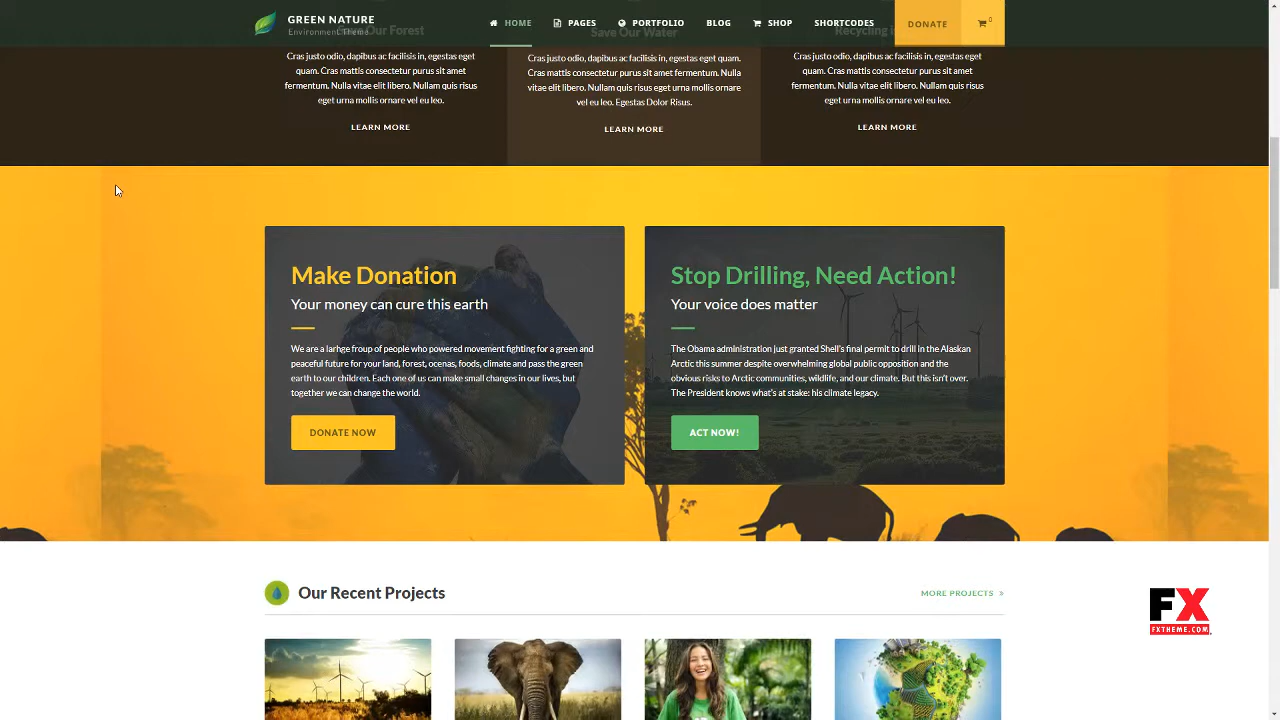 GREEN NATURE
Environment Theme
HOME PAGES PORTFOLIO BLOG SHOP SHORTCODES DONATE 0
Save Our Forest
Save Our Water
Recycling
Cras justo odio, dapibus ac facilisis in, egestas eget
quam. Cras mattis consectetur purus sit amet
fermentum. Nulla vitae elit libero. Nullam quis risus
eget urna mollis ornare vel eu leo.
LEARN MORE
Cras justo odio, dapibus ac facilisis in, egestas eget.
quam. Cras mattis consectetur purus sit amet
fermentum. Nulla vitae elit libero. Nullam quis risus eget urna
mollis ornare vel eu leo. Egestas Dolor Risus.
LEARN MORE
Cras justo odio, dapibus ac facilisis in, egestas eget
quam. Cras mattis consectetur purus sit amet
fermentum. Nulla vitae elit libero. Nullam quis risus
eget urna mollis ornare vel eu leo.
LEARN MORE
Make Donation
Your money can cure this earth
We are a larhge froup of people who powered movement fighting for a green and
peaceful future for your land, forest, ocenas, foods, climate and pass the green
earth to our children. Each one of us can make small changes in our lives, but
together we can change the world.
DONATE NOW
Stop Drilling, Need Action!
Your voice does matter
The Obama administration just granted Shell's final permit to drill in the Alaskan
Arctic this summer despite overwhelming global public opposition and the
obvious risks to Arctic communities, wildlife, and our climate. But this isn't over.
The President knows what's at stake: his climate legacy.
ACT NOW!
Our Recent Projects
MORE PROJECTS »
FX
FXTHEME.COM